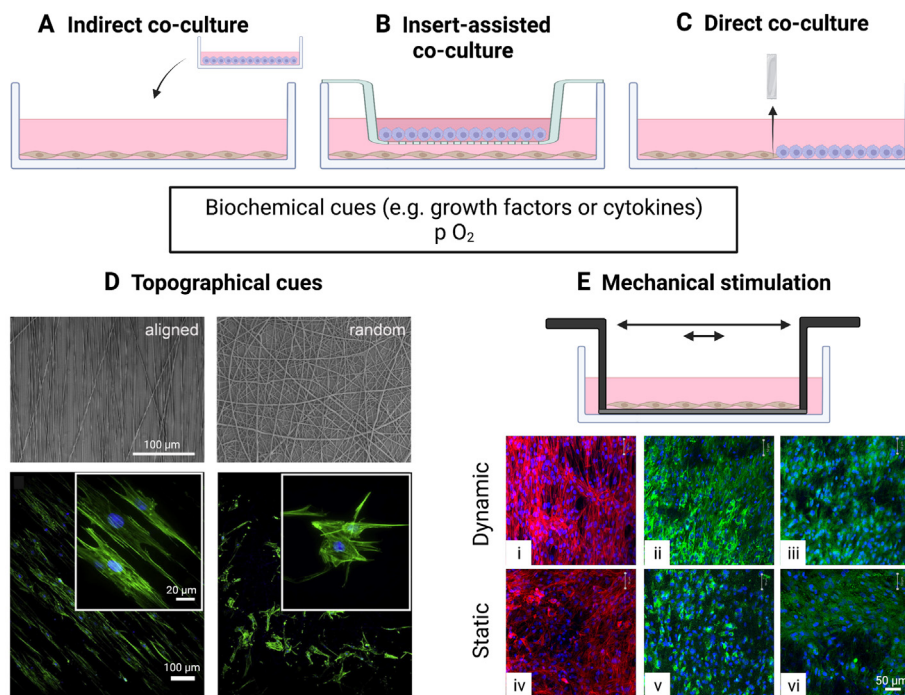 A Indirect co-culture
B Insert-assisted
co-culture
C Direct co-culture
Biochemical cues (e.g. growth factors or cytokines)
p O₂
D Topographical cues
aligned
100 µm
random
20 µm
100 µm
E Mechanical stimulation
Dynamic
i
ii
iii
Static
iv
v
vi
50 µm